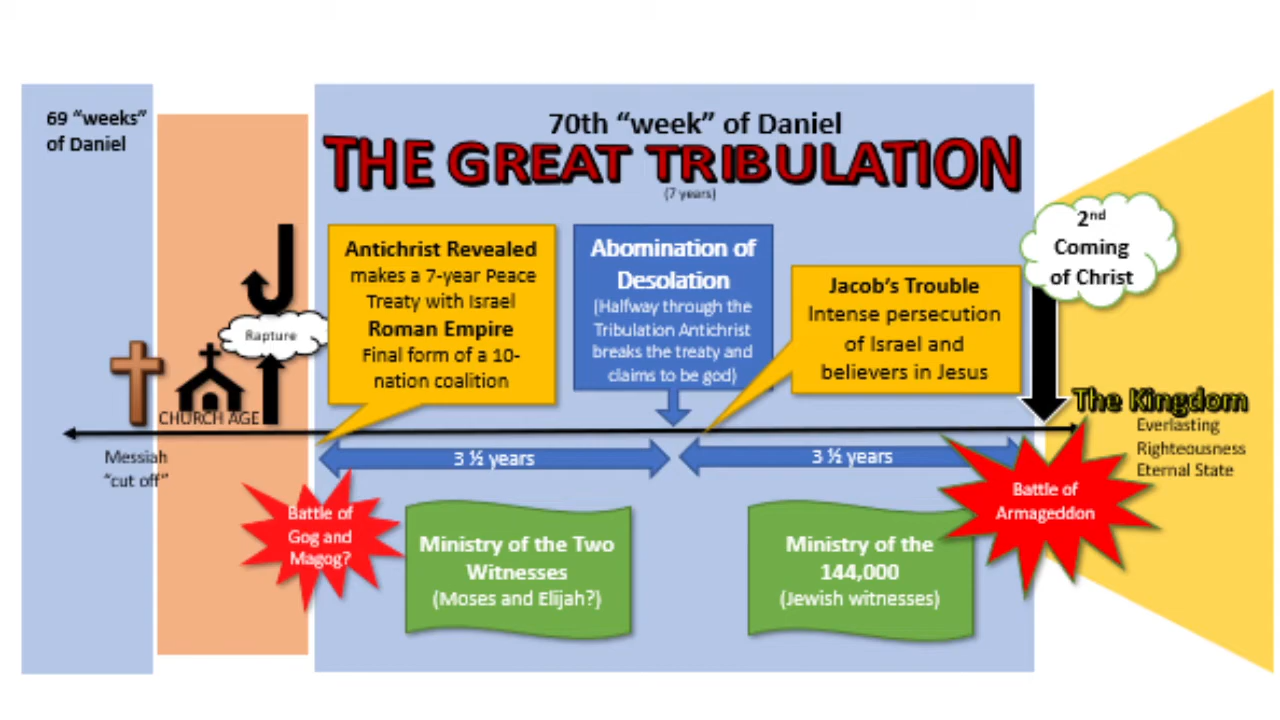 69 “weeks”
of Daniel
70th “week” of Daniel
THE GREAT TRIBULATION
(7 years)
Rapture
CHURCH AGE
Messiah
“cut off”
Antichrist Revealed
makes a 7-year Peace
Treaty with Israel
Roman Empire
Final form of a 10-
nation coalition
Abomination of
Desolation
(Halfway through the
Tribulation Antichrist
breaks the treaty and
claims to be god)
Jacob’s Trouble
Intense persecution
of Israel and
believers in Jesus
2nd
Coming
of Christ
The Kingdom
Everlasting
Righteousness
Eternal State
3 ½ years
3 ½ years
Battle of
Gog and
Magog?
Ministry of the Two
Witnesses
(Moses and Elijah?)
Ministry of the
144,000
(Jewish witnesses)
Battle of
Armageddon